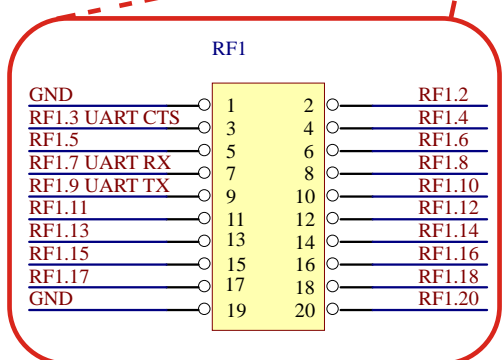 RF1
GND 1 2 RF1.2
RF1.3 UART CTS 3 4 RF1.4
RF1.5 5 6 RF1.6
RF1.7 UART RX 7 8 RF1.8
RF1.9 UART TX 9 10 RF1.10
RF1.11 11 12 RF1.12
RF1.13 13 14 RF1.14
RF1.15 15 16 RF1.16
RF1.17 17 18 RF1.18
GND 19 20 RF1.20